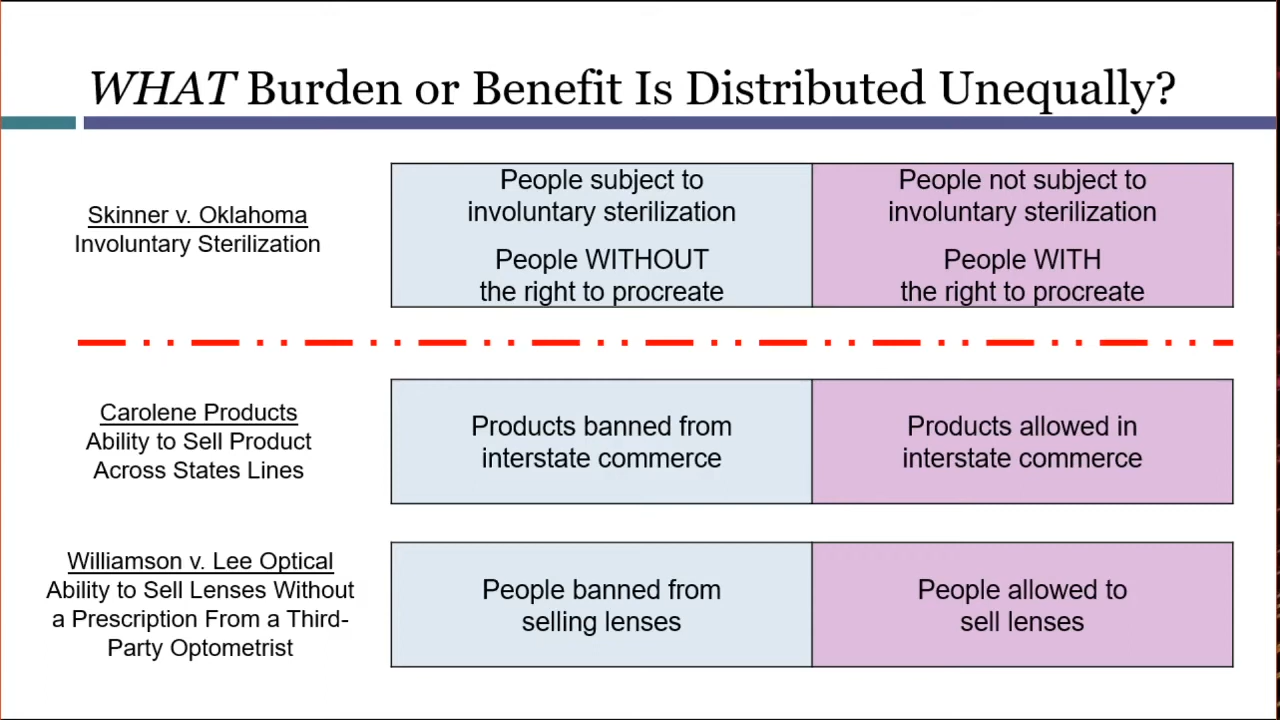 WHAT Burden or Benefit Is Distributed Unequally?
Skinner v. Oklahoma
Involuntary Sterilization
People subject to
involuntary sterilization
People WITHOUT
the right to procreate
People not subject to
involuntary sterilization
People WITH
the right to procreate
Carolene Products
Ability to Sell Product
Across States Lines
Products banned from
interstate commerce
Products allowed in
interstate commerce
Williamson v. Lee Optical
Ability to Sell Lenses Without
a Prescription From a Third-
Party Optometrist
People banned from
selling lenses
People allowed to
sell lenses